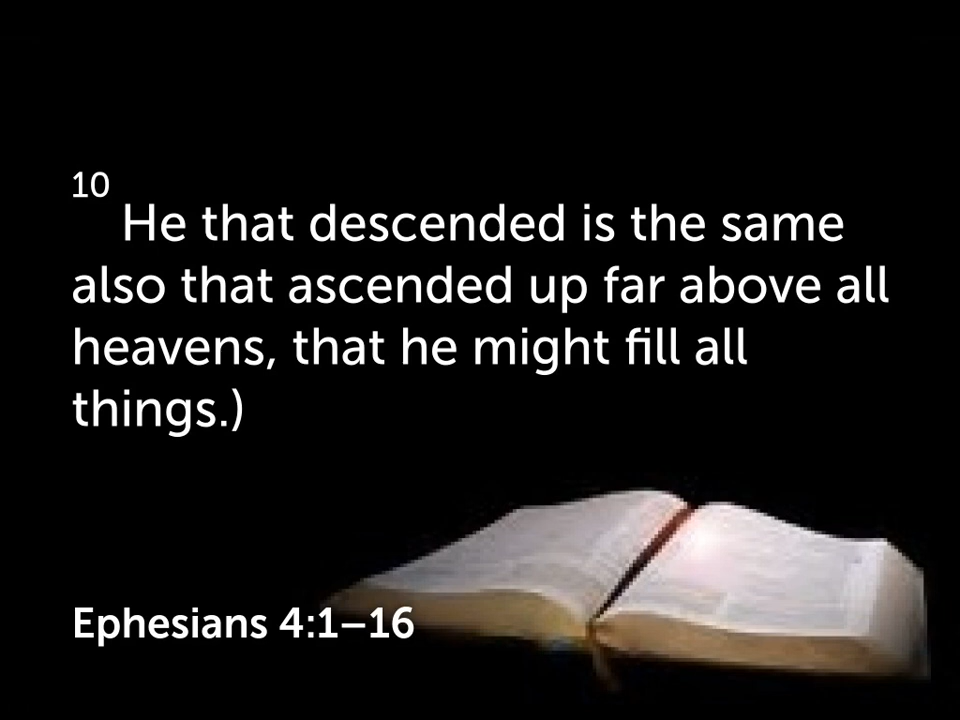 10
He that descended is the same
also that ascended up far above all
heavens, that he might fill all
things.)
Ephesians 4:1–16